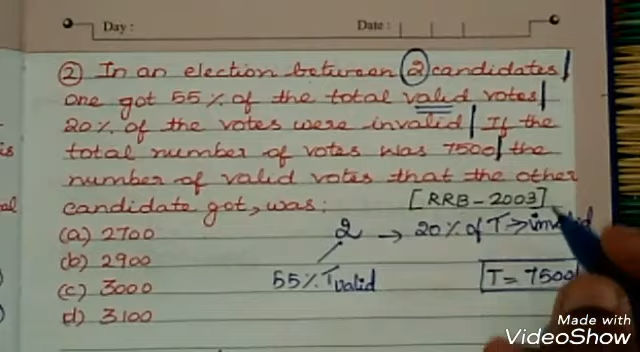 Day :
Date :
② In an election between 2 candidates
one got 55% of the total valid votes
20% of the votes were invalid If the
total number of votes was 7500 the
number of valid votes that the other
candidate got, was: [RRB-2003]
(a) 2700
(b) 2900
(c) 3000
d) 3100
2 → 20% of T → invalid
55% T valid
T = 7500
Made with
VideoShow